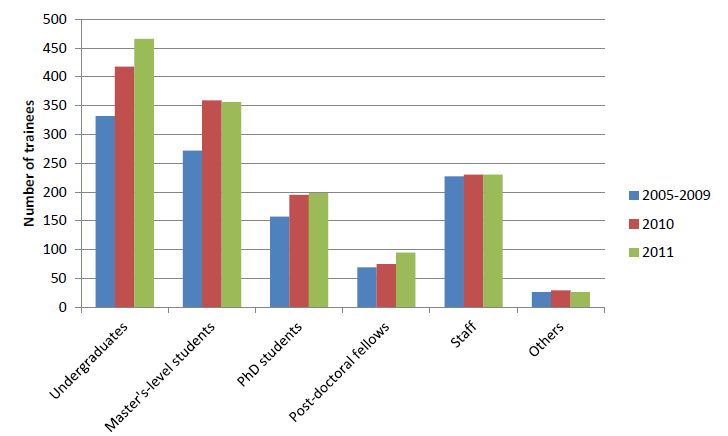 500
450
400
350
300
250
200
150
100
50
0
Number of trainees
Undergraduates
Master's-level students
PhD students
Post-doctoral fellows
Staff
Others
2005-2009
2010
2011